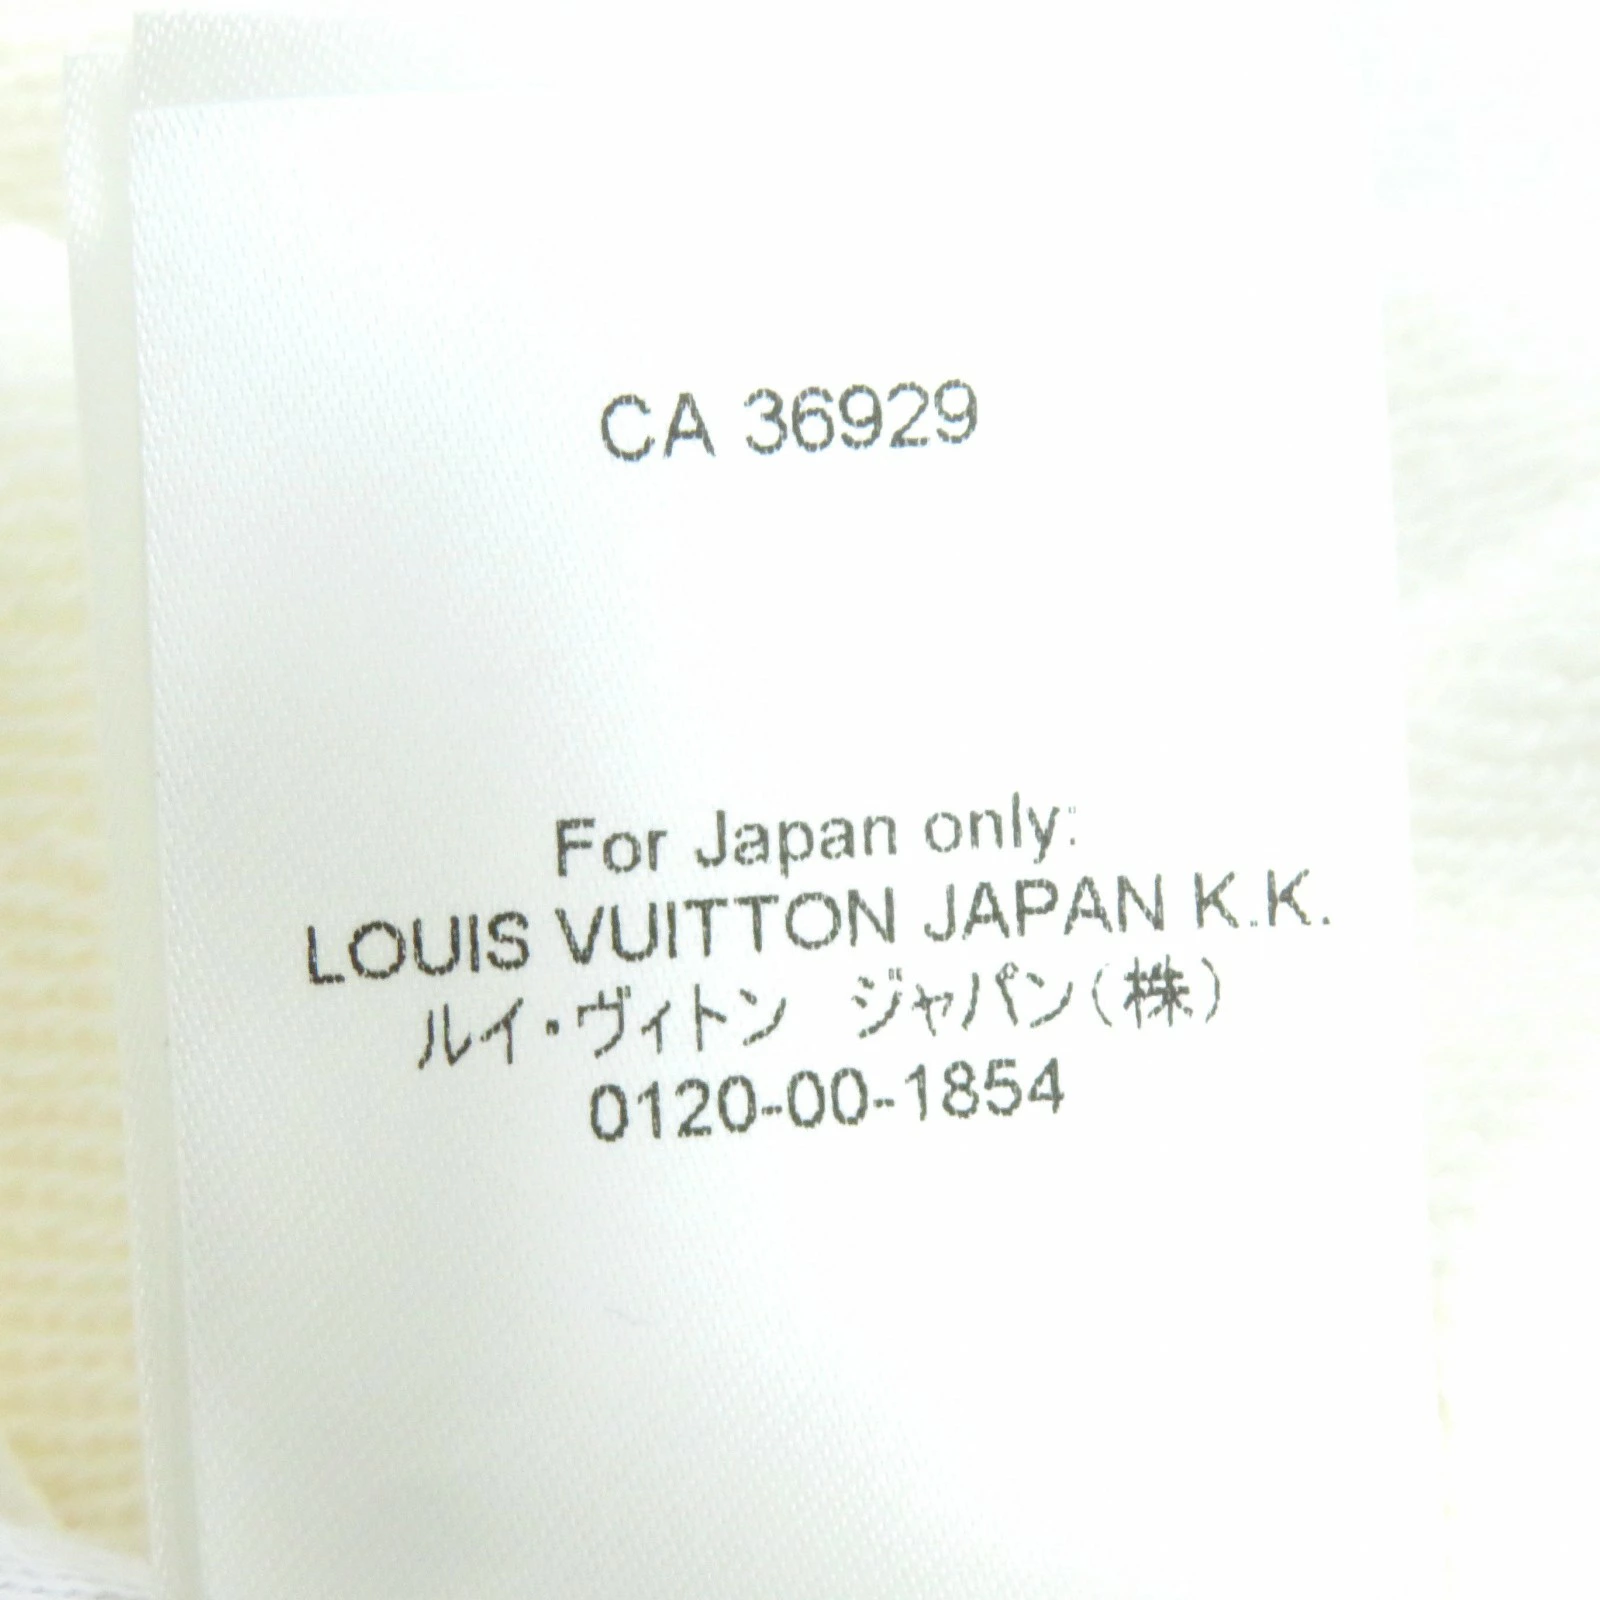 CA 36929
For Japan only:
LOUIS VUITTON JAPAN K.K.
ルイ・ヴィトン ジャパン(株)
0120-00-1854